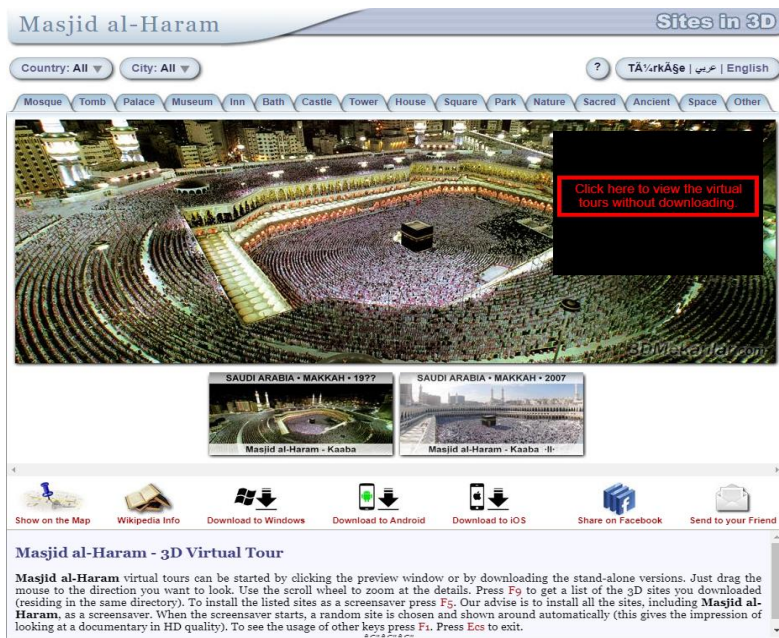 Masjid al-Haram
Sites in 3D
Country: All ▼
City: All ▼
?
TÃ¼rkÃ§e | عربي | English
Mosque
Tomb
Palace
Museum
Inn
Bath
Castle
Tower
House
Square
Park
Nature
Sacred
Ancient
Space
Other
Click here to view the virtual
tours without downloading.
3DMekanlar.com
SAUDI ARABIA • MAKKAH • 19??
Masjid al-Haram - Kaaba
SAUDI ARABIA • MAKKAH • 2007
Masjid al-Haram - Kaaba ·II·
Show on the Map
Wikipedia Info
Download to Windows
Download to Android
Download to iOS
Share on Facebook
Send to your Friend
Masjid al-Haram - 3D Virtual Tour
Masjid al-Haram virtual tours can be started by clicking the preview window or by downloading the stand-alone versions. Just drag the
mouse to the direction you want to look. Use the scroll wheel to zoom at the details. Press F9 to get a list of the 3D sites you downloaded
(residing in the same directory). To install the listed sites as a screensaver press F5. Our advise is to install all the sites, including Masjid al-
Haram, as a screensaver. When the screensaver starts, a random site is chosen and shown around automatically (this gives the impression of
looking at a documentary in HD quality). To see the usage of other keys press F1. Press Ecs to exit.